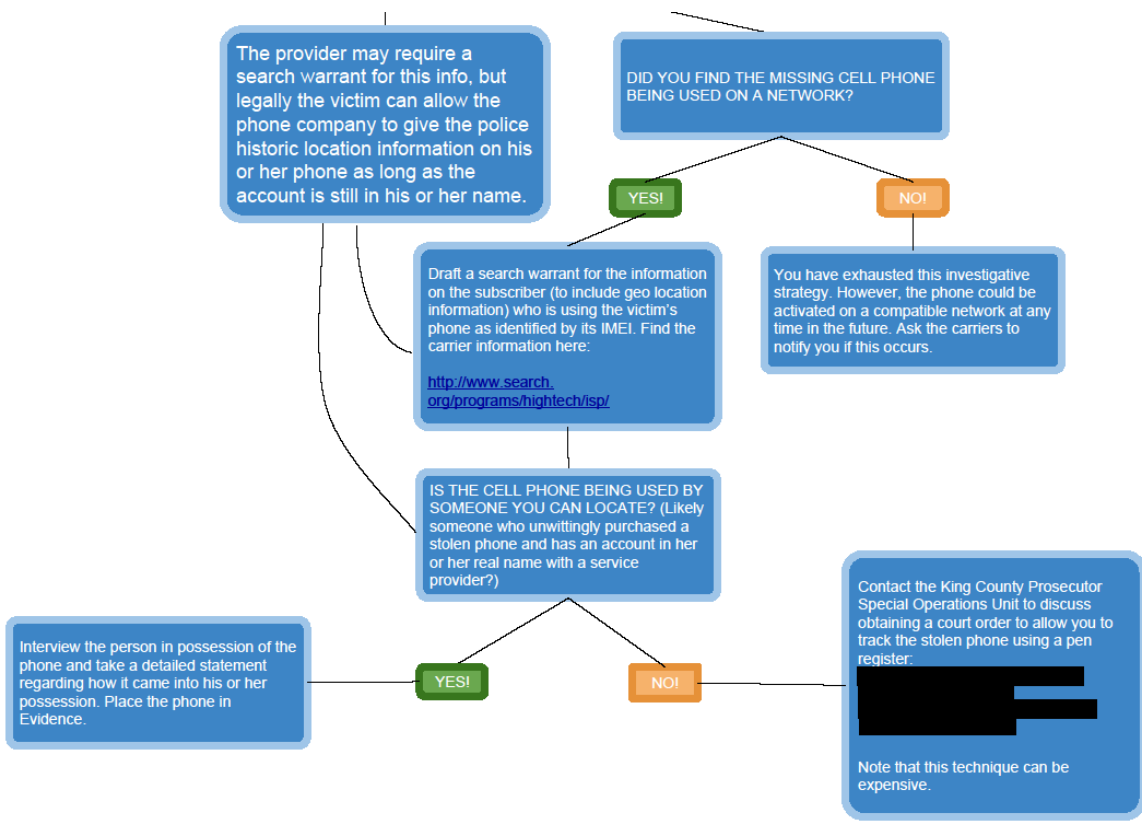 The provider may require a
search warrant for this info, but
legally the victim can allow the
phone company to give the police
historic location information on his
or her phone as long as the
account is still in his or her name.
DID YOU FIND THE MISSING CELL PHONE
BEING USED ON A NETWORK?
YES!
NO!
Draft a search warrant for the information
on the subscriber (to include geo location
information) who is using the victim's
phone as identified by its IMEI. Find the
carrier information here:
http://www.search.
org/programs/hightech/isp/
You have exhausted this investigative
strategy. However, the phone could be
activated on a compatible network at any
time in the future. Ask the carriers to
notify you if this occurs.
IS THE CELL PHONE BEING USED BY
SOMEONE YOU CAN LOCATE? (Likely
someone who unwittingly purchased a
stolen phone and has an account in her
or her real name with a service
provider?)
YES!
NO!
Interview the person in possession of the
phone and take a detailed statement
regarding how it came into his or her
possession. Place the phone in
Evidence.
Contact the King County Prosecutor
Special Operations Unit to discuss
obtaining a court order to allow you to
track the stolen phone using a pen
register:
Note that this technique can be
expensive.